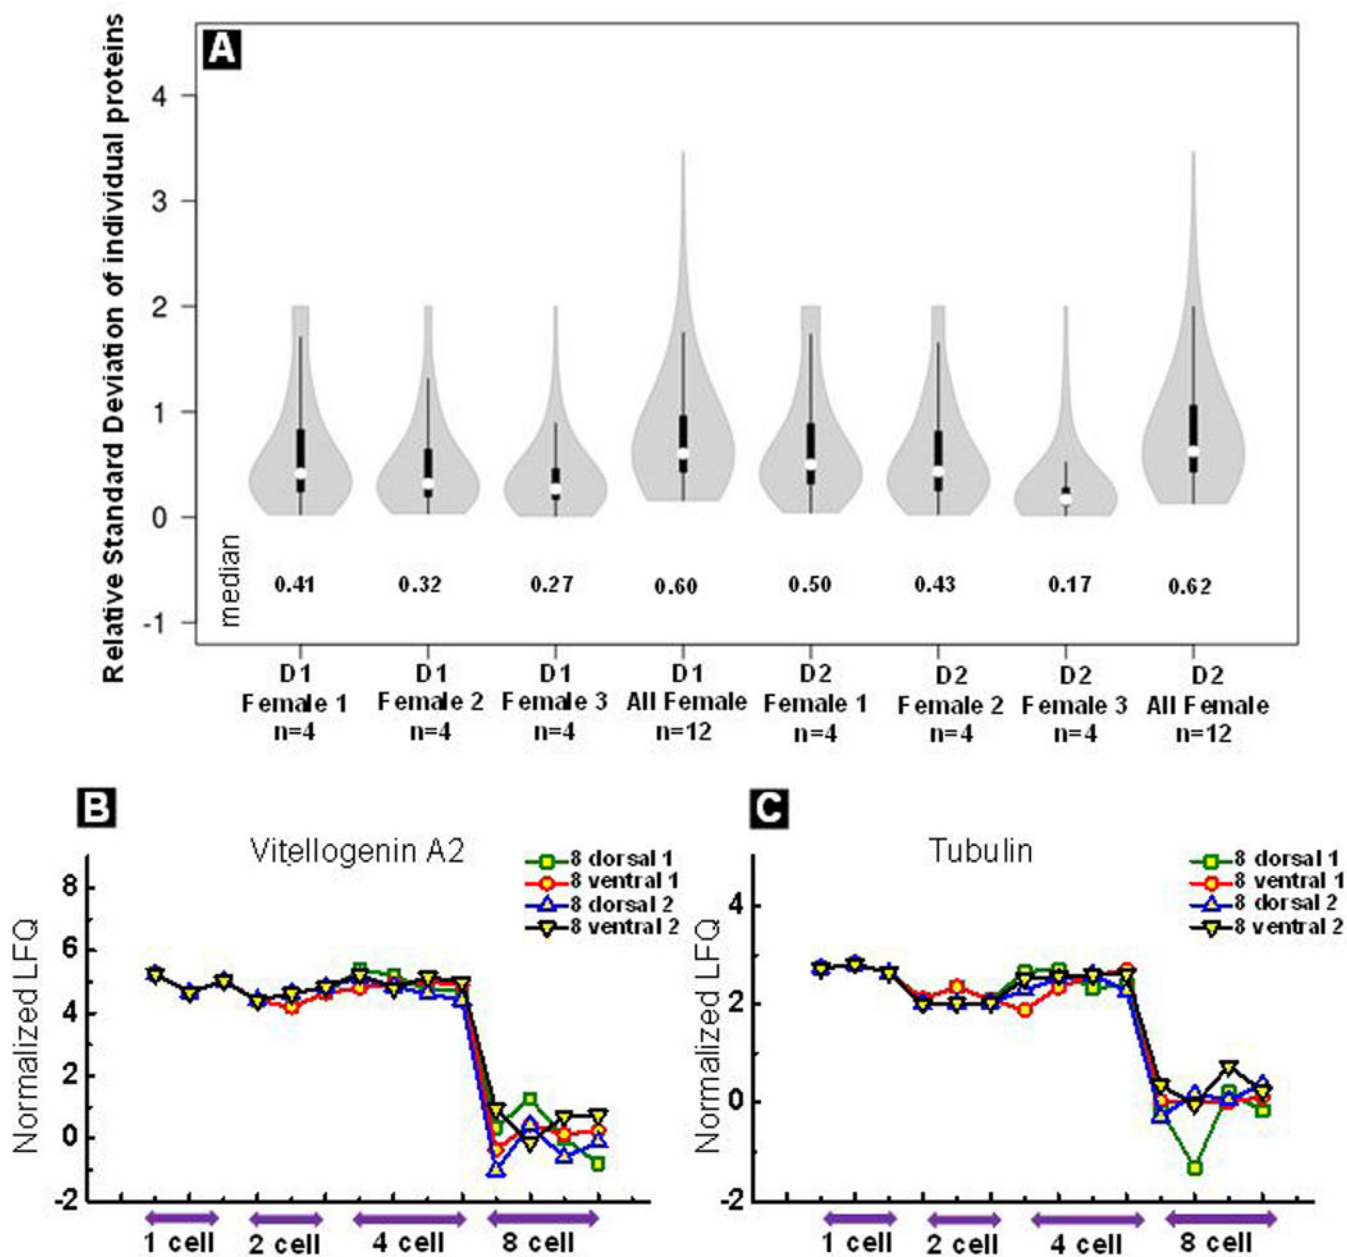 A
Relative Standard Deviation of individual proteins
4
3
2
1
0
-1
median
0.41 0.32 0.27 0.60 0.50 0.43 0.17 0.62
D1 D1 D1 D1 D2 D2 D2 D2
Female 1 Female 2 Female 3 All Female Female 1 Female 2 Female 3 All Female
n=4 n=4 n=4 n=12 n=4 n=4 n=4 n=12
B
Vitellogenin A2
8 dorsal 1
8 ventral 1
8 dorsal 2
8 ventral 2
Normalized LFQ
8
6
4
2
0
-2
1 cell 2 cell 4 cell 8 cell
C
Tubulin
8 dorsal 1
8 ventral 1
8 dorsal 2
8 ventral 2
Normalized LFQ
4
2
0
-2
1 cell 2 cell 4 cell 8 cell